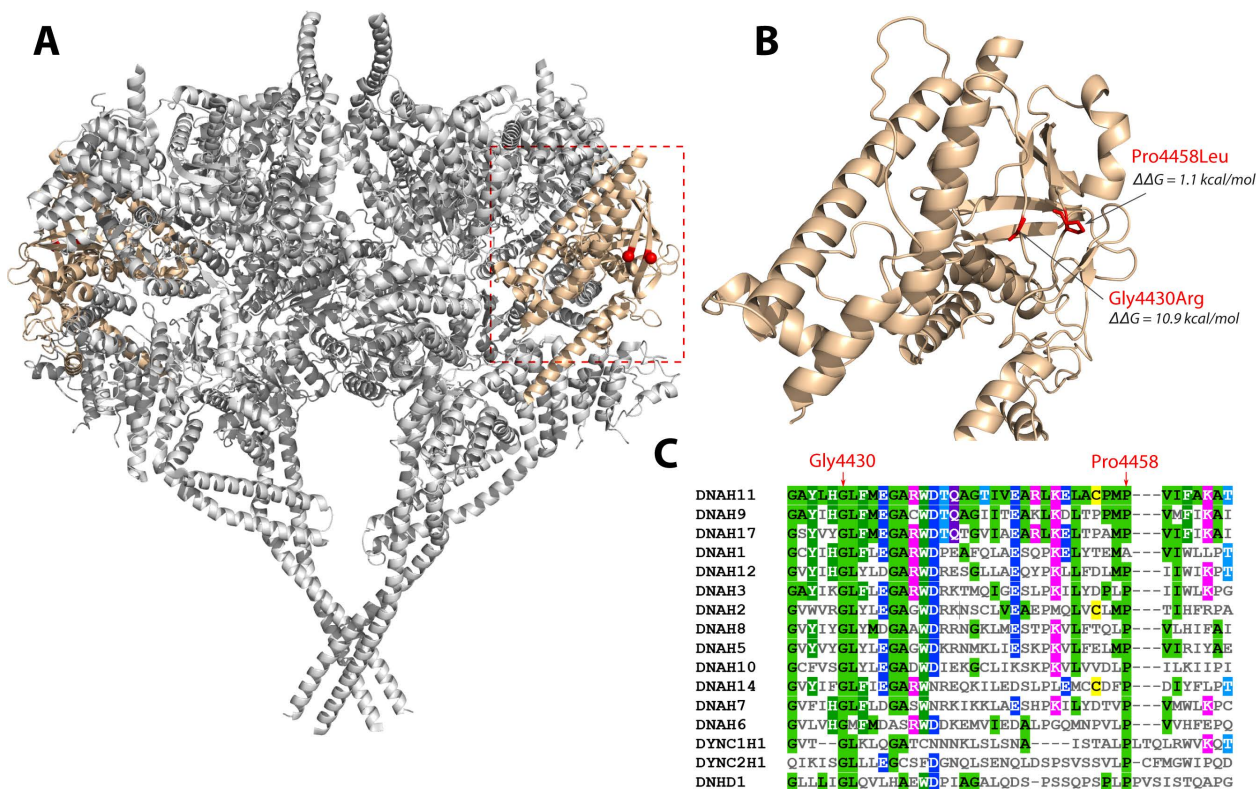 A
B
Pro4458Leu
ΔΔG = 1.1 kcal/mol
Gly4430Arg
ΔΔG = 10.9 kcal/mol
C
Gly4430 Pro4458
DNAH11 GAYLHGLFMEGARWDTQAGTIVEARLKELACPMP---VIFAKAT
DNAH9 GAYIHGLFMEGACWDTQAGIITEAKLKDLTPPMP---VMFIKAI
DNAH17 GSYVYGLFMEGARWDTQTGVIAEARLKELTPAMP---VIFIKAI
DNAH1 GCYIHGLFLEGARWDPEAFQLAESQPKELYTEMA---VIWLLPT
DNAH12 GVYIHGLYLDGARWDRESGLLAEQYPKLLFDLMP---IIWIKPT
DNAH3 GAYIKGLFLEGARWDRKTMQIGESLPKILYDPLP---IIWLKPG
DNAH2 GVWVRGLYLEGAGWDRKNSCLVEAEPMQLVCLMP---TIHFRPA
DNAH8 GVYIYGLYMDGAAWDRRNGKLMESTPKVLFTQLP---VLHIFAI
DNAH5 GVYVYGLYLEGAGWDKRNMKLIESKPKVLFELMP---VIRIYAE
DNAH10 GCFVSGLYLEGADWDIEKGCLIKSKPKVLVVDLP---ILKIIPI
DNAH14 GVYIFGLFIEGARWNREQKILEDSLPLEMCCDFP---DIYFLPT
DNAH7 GVFIHGLFLDGASWNRKIKKLAESHPKILYDTVP---VMWLKPC
DNAH6 GVLVHGMFMDASRWDDKEMVIEDALPGQMNPVLP---VVHFEPQ
DYNC1H1 GVT--GLKLQGATCNNNKLSLSNA----ISTALPLTQLRWVKQT
DYNC2H1 QIKISGLLLEGCSFDGNQLSENQLDSPSVSSVLP-CFMGWIPQD
DNHD1 GLLLIGLQVLHAEWDPIAGALQDS-PSSQPSPLPPVSISTQAPG